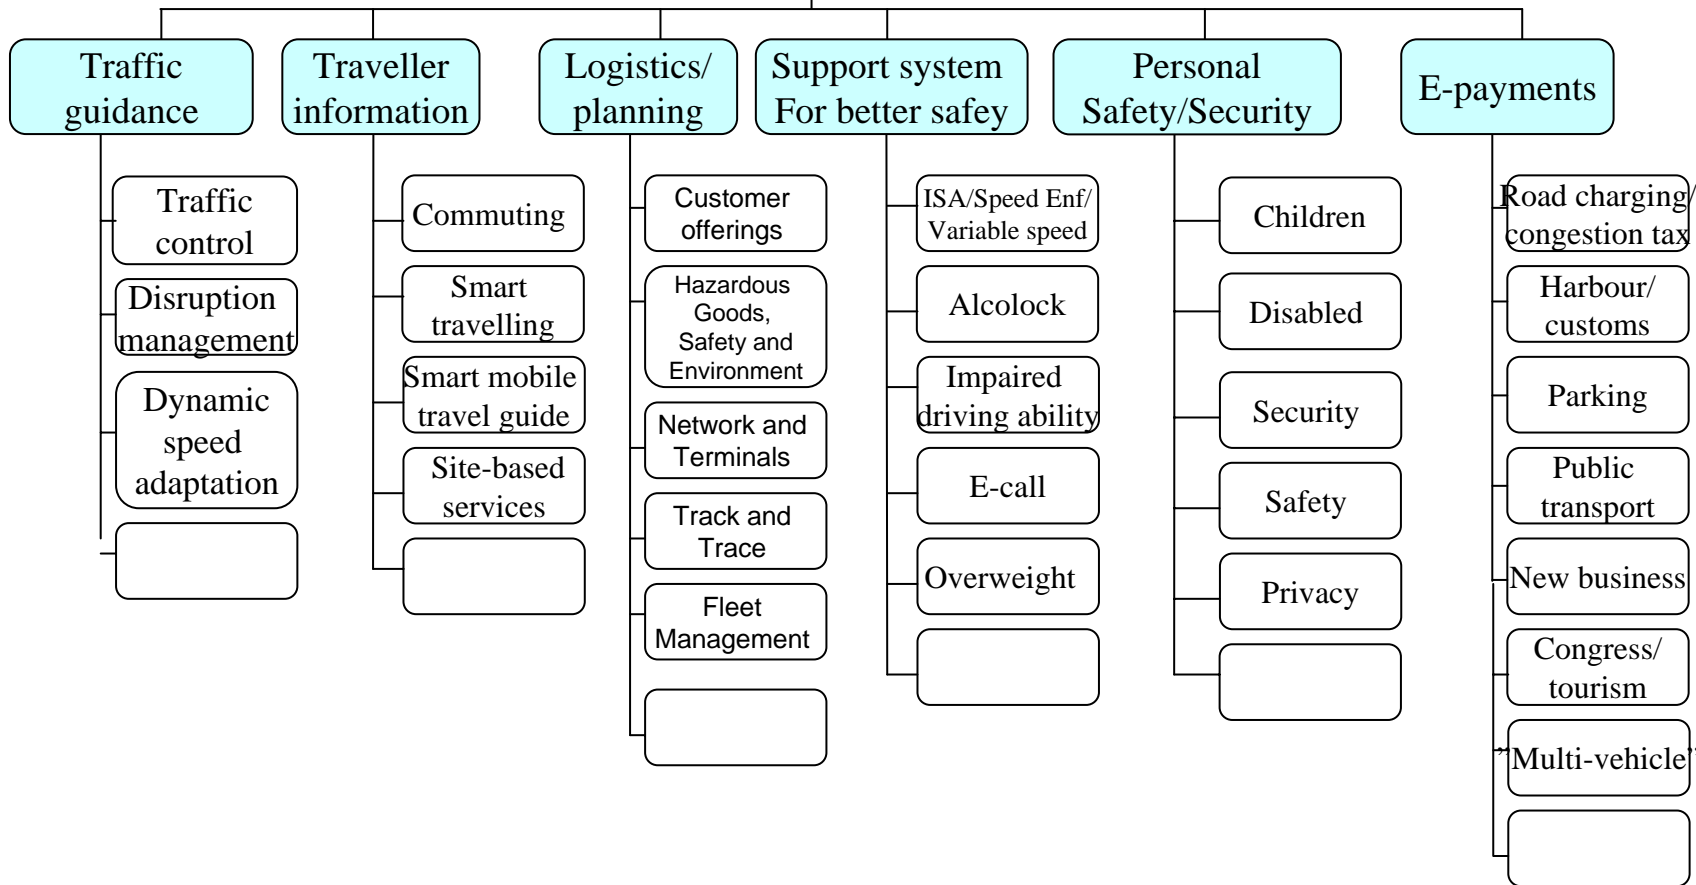 Traffic
guidance
Traveller
information
Logistics/
planning
Support system
For better safey
Personal
Safety/Security
E-payments
Traffic
control
Disruption
management
Dynamic
speed
adaptation
Commuting
Smart
travelling
Smart mobile
travel guide
Site-based
services
Customer
offerings
Hazardous
Goods,
Safety and
Environment
Network and
Terminals
Track and
Trace
Fleet
Management
ISA/Speed Enf/
Variable speed
Alcolock
Impaired
driving ability
E-call
Overweight
Children
Disabled
Security
Safety
Privacy
Road charging/
congestion tax
Harbour/
customs
Parking
Public
transport
New business
Congress/
tourism
”Multi-vehicle”